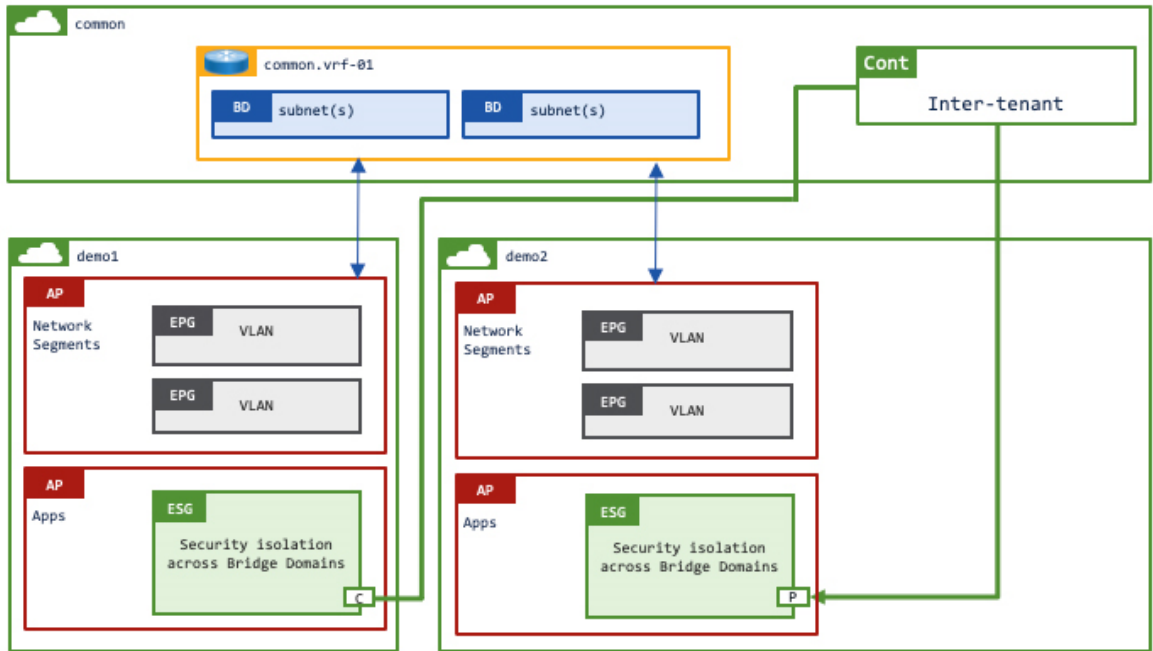 common
common.vrf-01
BD
subnet(s)
BD
subnet(s)
Cont
Inter-tenant
demo1
AP
Network
Segments
EPG
VLAN
EPG
VLAN
AP
Apps
ESG
Security isolation
across Bridge Domains
C
demo2
AP
Network
Segments
EPG
VLAN
EPG
VLAN
AP
Apps
ESG
Security isolation
across Bridge Domains
P